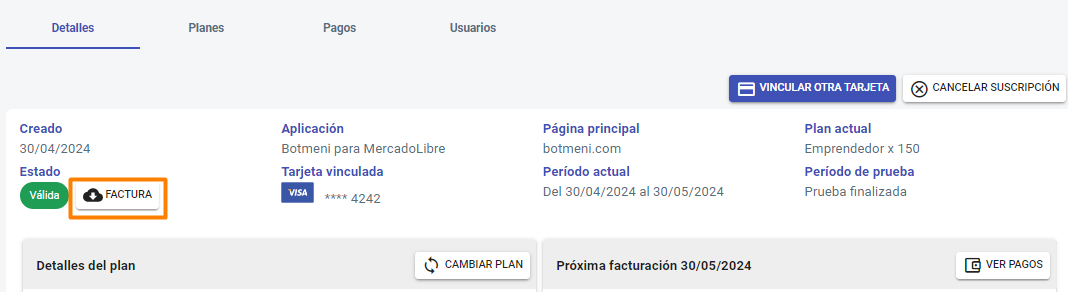 Detalles Planes Pagos Usuarios
VINCULAR OTRA TARJETA CANCELAR SUSCRIPCIÓN
Creado Aplicación Página principal Plan actual
30/04/2024 Botmeni para MercadoLibre botmeni.com Emprendedor x 150
Estado Tarjeta vinculada Período actual Período de prueba
Válida FACTURA VISA **** 4242 Del 30/04/2024 al 30/05/2024 Prueba finalizada
Detalles del plan CAMBIAR PLAN Próxima facturación 30/05/2024 VER PAGOS